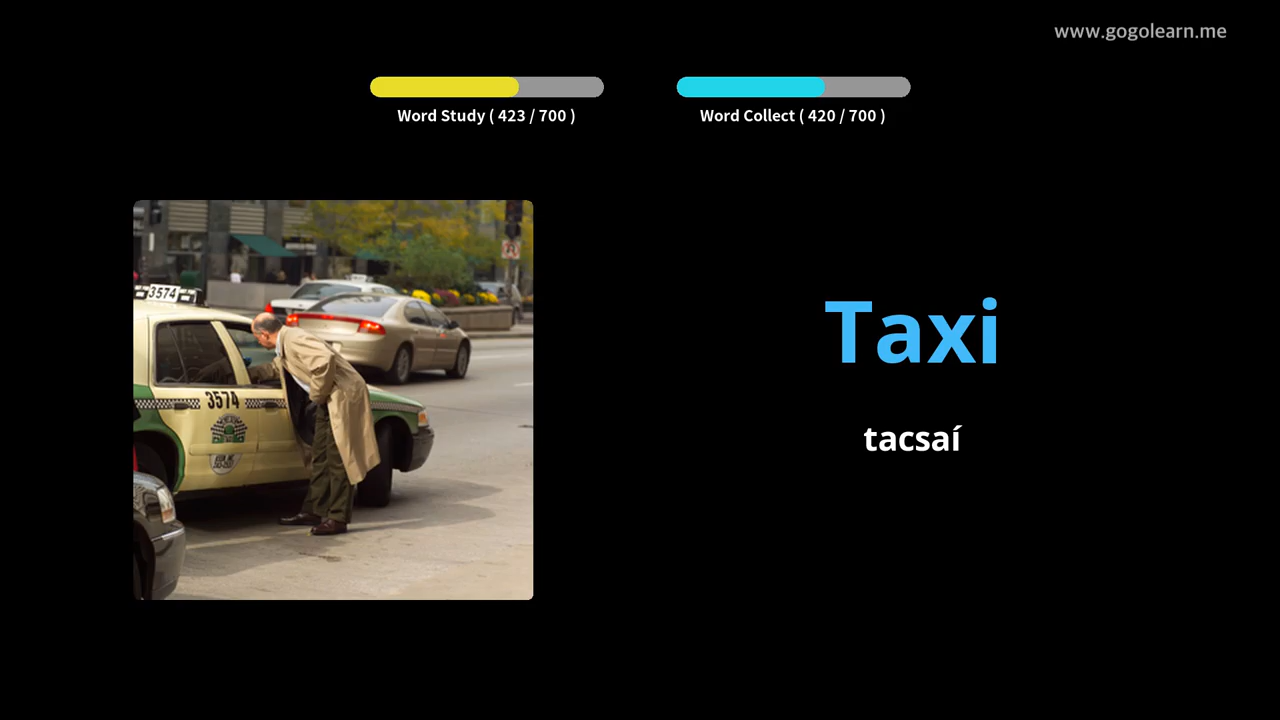 www.gogolearn.me
Word Study ( 423 / 700 )
Word Collect ( 420 / 700 )
3574
3574
Taxi
tacsaí